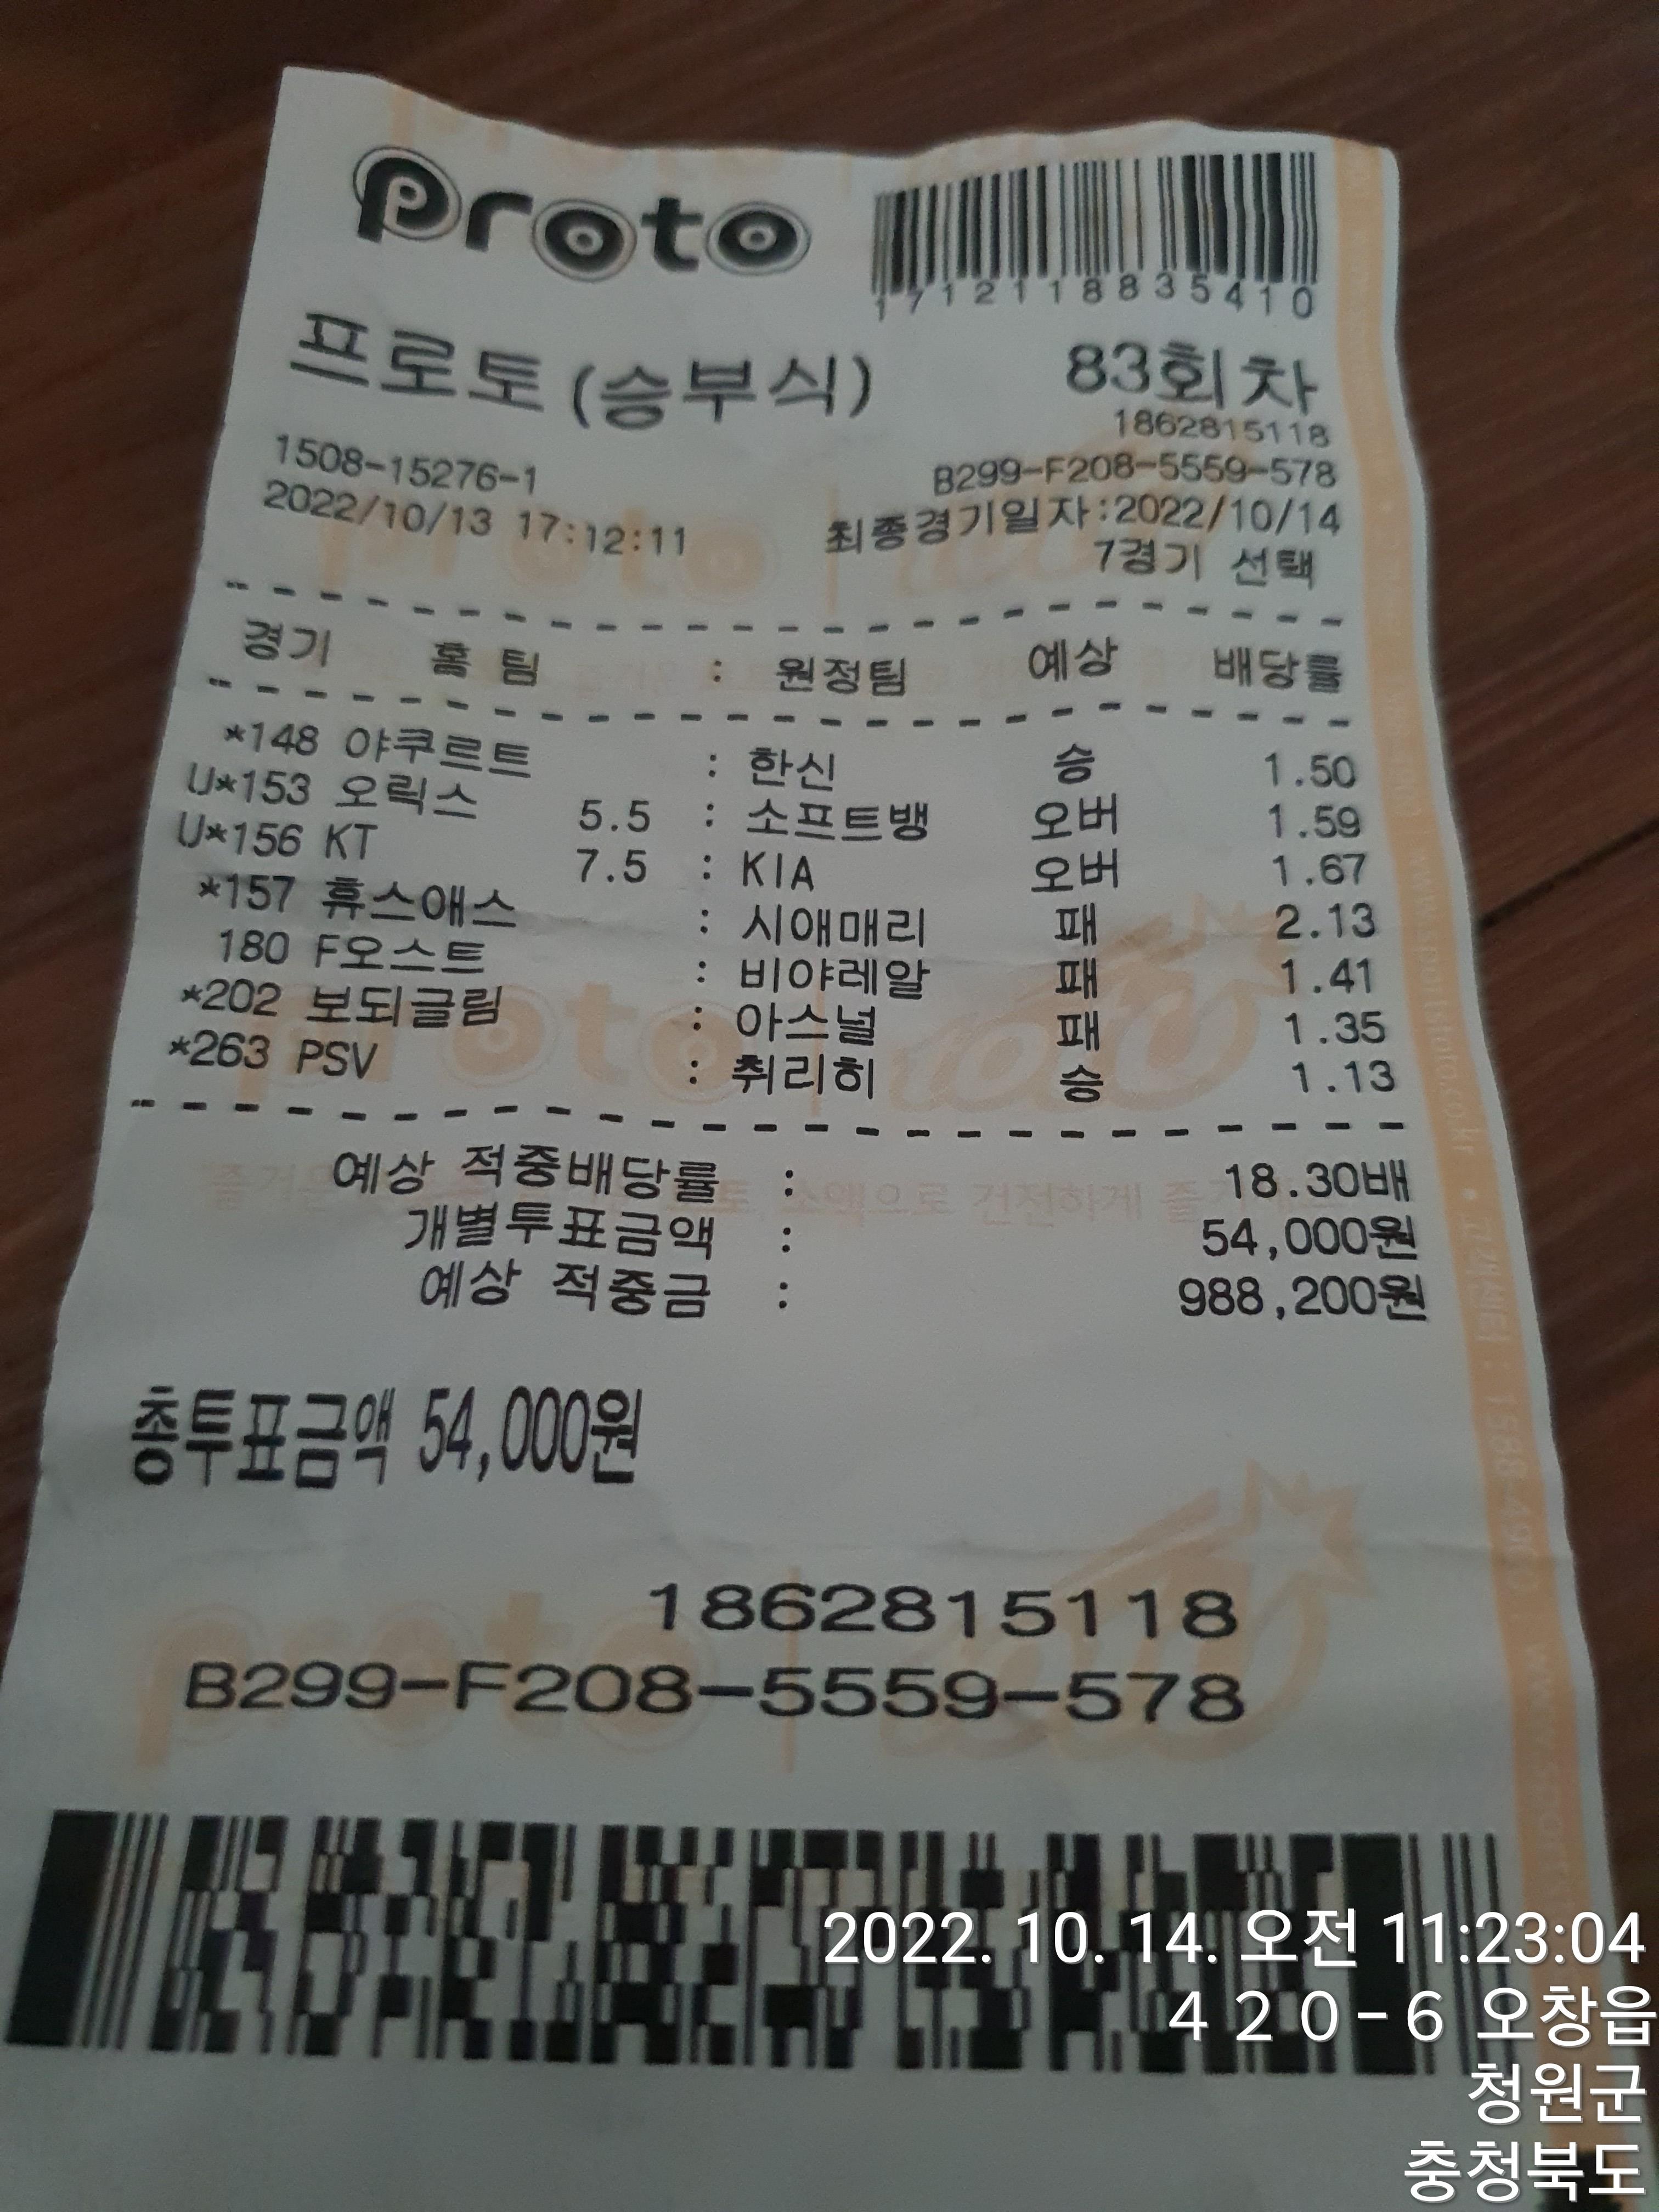 proto
1712118835410
프로토 (승부식) 83회차
1862815118
1508-15276-1 B299-F208-5559-578
2022/10/13 17:12:11 최종경기일자:2022/10/14
7경기 선택
경기 홈 팀 : 원정팀 예상 배당률
*148 야쿠르트 : 한신 승 1.50
U*153 오릭스 5.5 : 소프트뱅 오버 1.59
U*156 KT 7.5 : KIA 오버 1.67
*157 휴스애스 : 시애매리 패 2.13
180 F오스트 : 비야레알 패 1.41
*202 보되글림 : 아스널 패 1.35
*263 PSV : 취리히 승 1.13
예상 적중배당률 : 18.30배
개별투표금액 : 54,000원
예상 적중금 : 988,200원
총투표금액 54,000원
1862815118
B299-F208-5559-578
2022. 10. 14. 오전 11:23:04
4 2 0 - 6 오창읍
청원군
충청북도